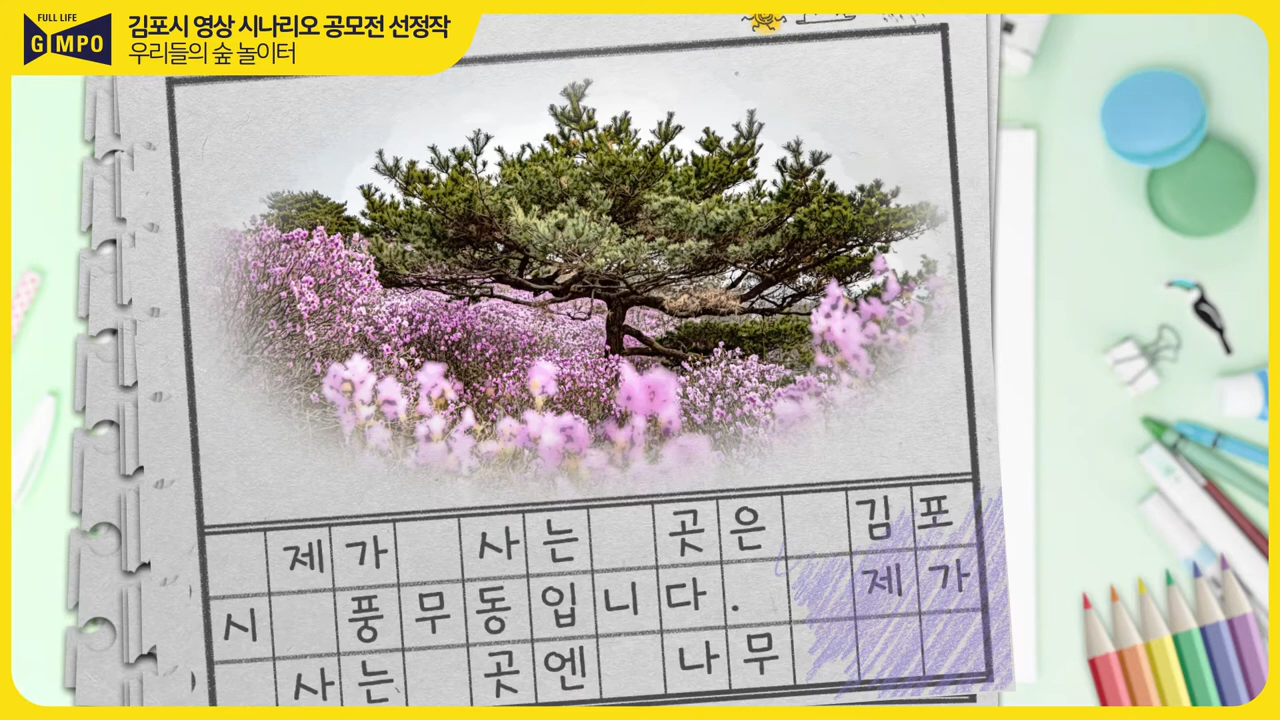 FULL LIFE
GIMPO
김포시 영상 시나리오 공모전 선정작
우리들의 숲 놀이터
제가 사는 곳은 김포
시 풍무동입니다. 제가
사는 곳엔 나무